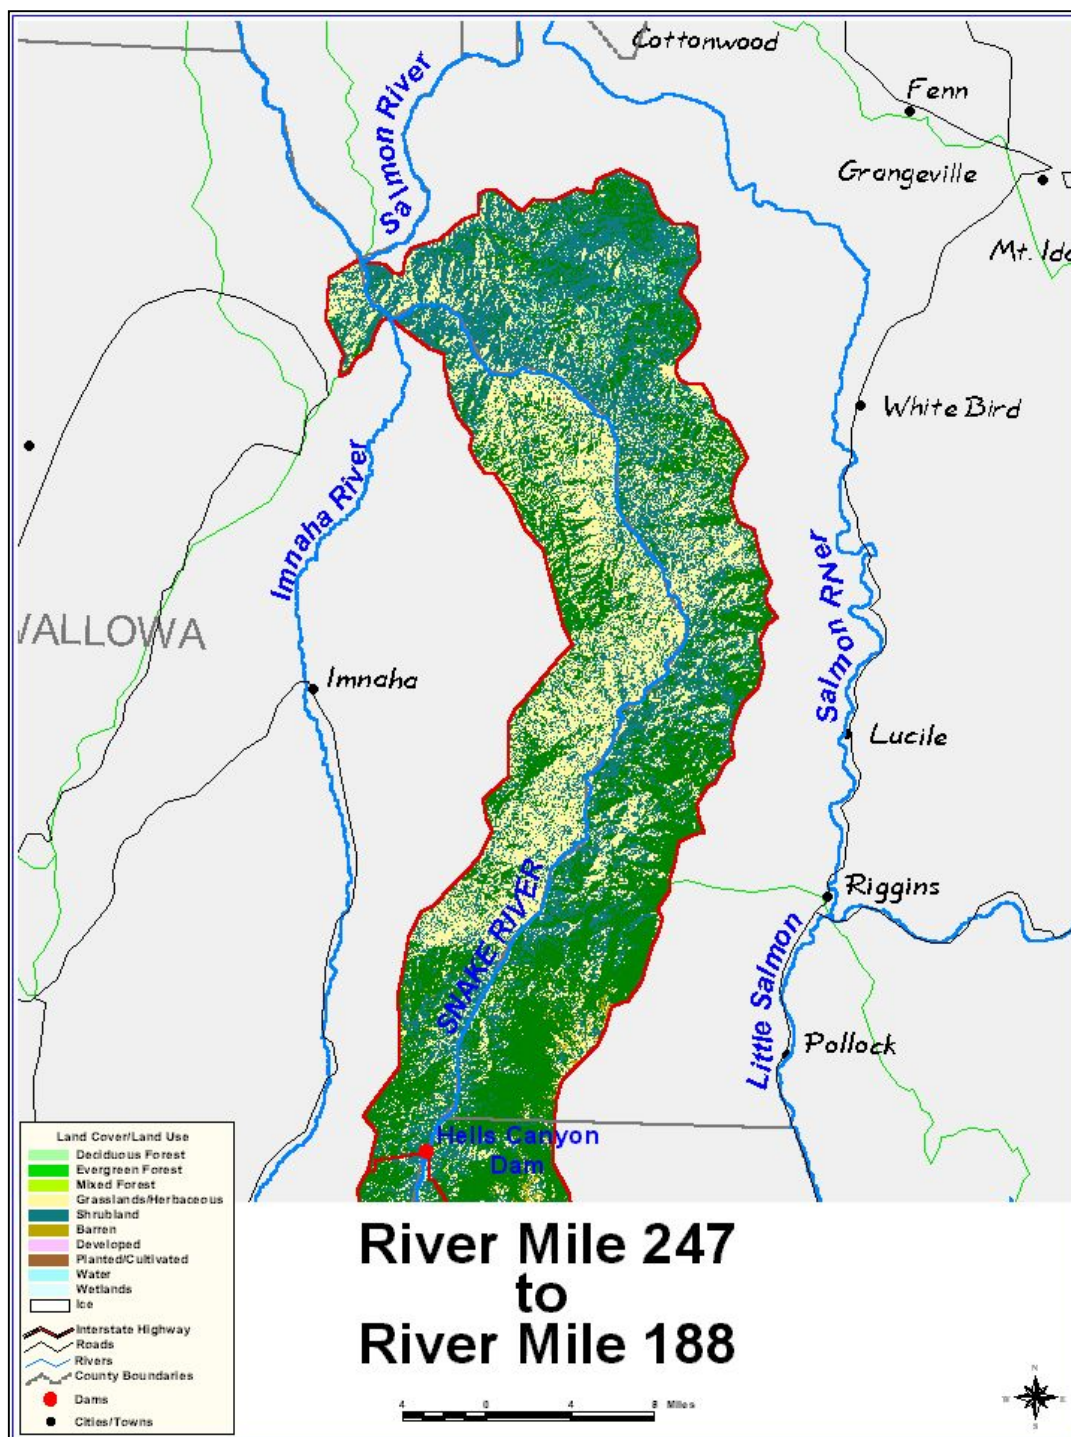 Cottonwood
Fenn
Grangeville
Mt. Ida
Salmon River
White Bird
Imnaha River
Salmon River
WALLOWA
Imnaha
Lucile
SNAKE RIVER
Riggins
Little Salmon
Pollock
Hells Canyon
Dam
Land Cover/Land Use
Deciduous Forest
Evergreen Forest
Mixed Forest
Grasslands/Herbaceous
Shrubland
Barren
Developed
Planted/Cultivated
Water
Wetlands
Ice
Interstate Highway
Roads
Rivers
County Boundaries
Dams
Cities/Towns
River Mile 247
to
River Mile 188
4 0 4 8 Miles
N
W E
S